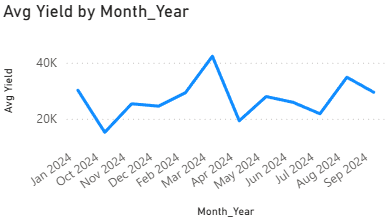 Avg Yield by Month_Year
40K
20K
Avg Yield
Jan 2024
Oct 2024
Nov 2024
Dec 2024
Feb 2024
Mar 2024
Apr 2024
May 2024
Jun 2024
Jul 2024
Aug 2024
Sep 2024
Month_Year